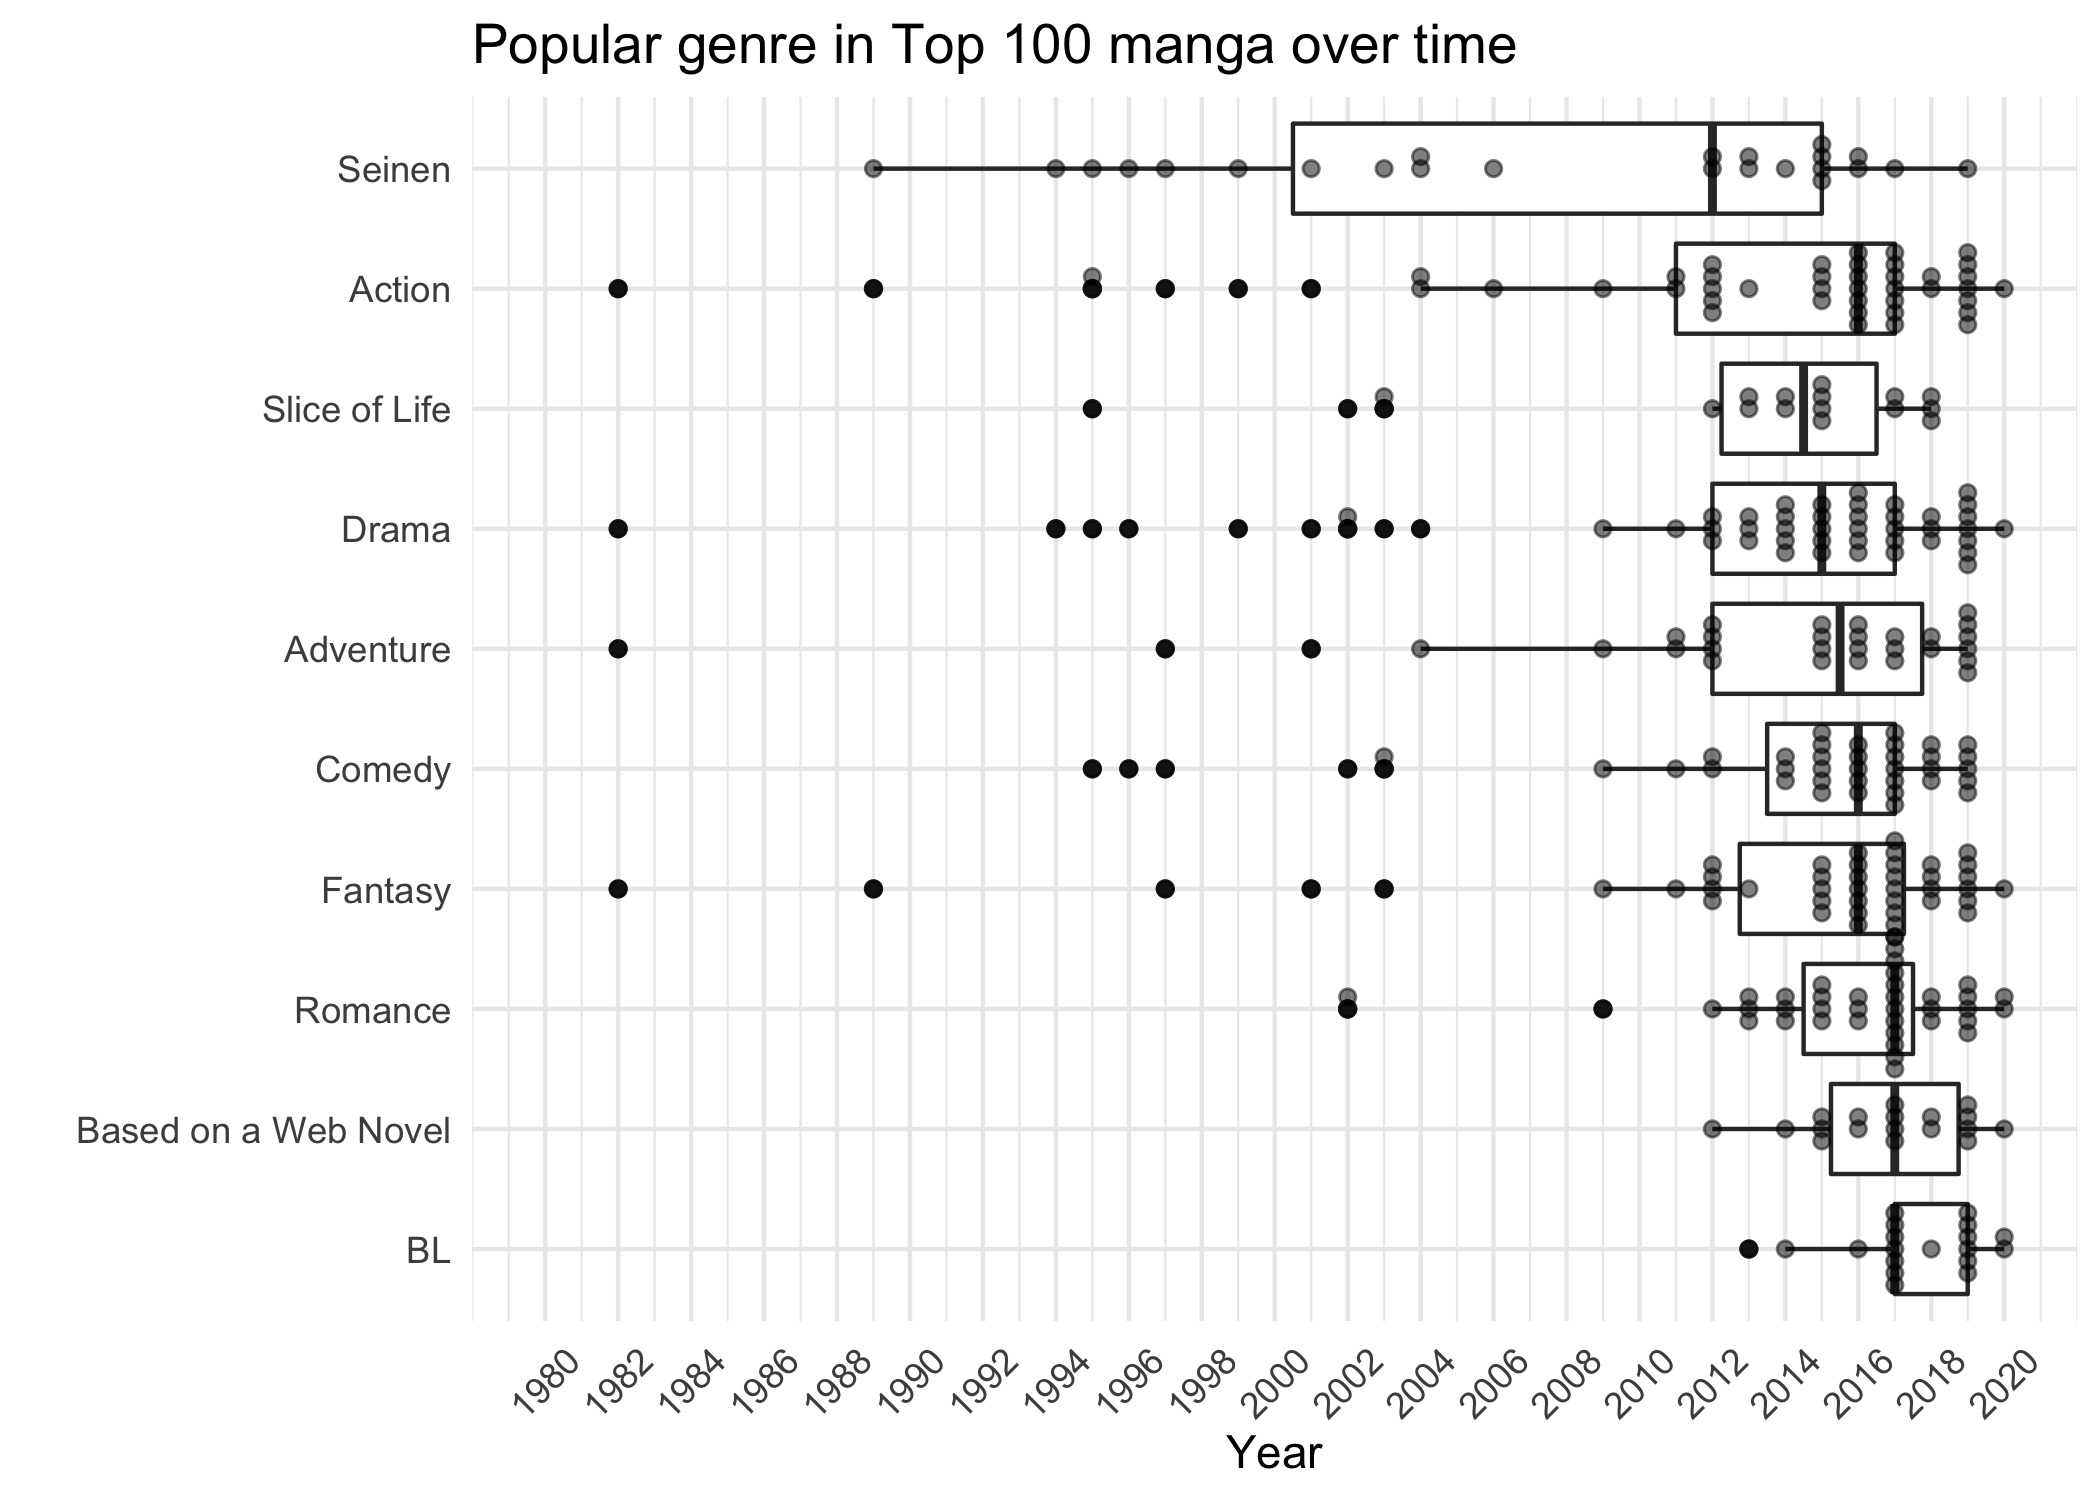 Popular genre in Top 100 manga over time
Seinen
Action
Slice of Life
Drama
Adventure
Comedy
Fantasy
Romance
Based on a Web Novel
BL
1980 1982 1984 1986 1988 1990 1992 1994 1996 1998 2000 2002 2004 2006 2008 2010 2012 2014 2016 2018 2020
Year